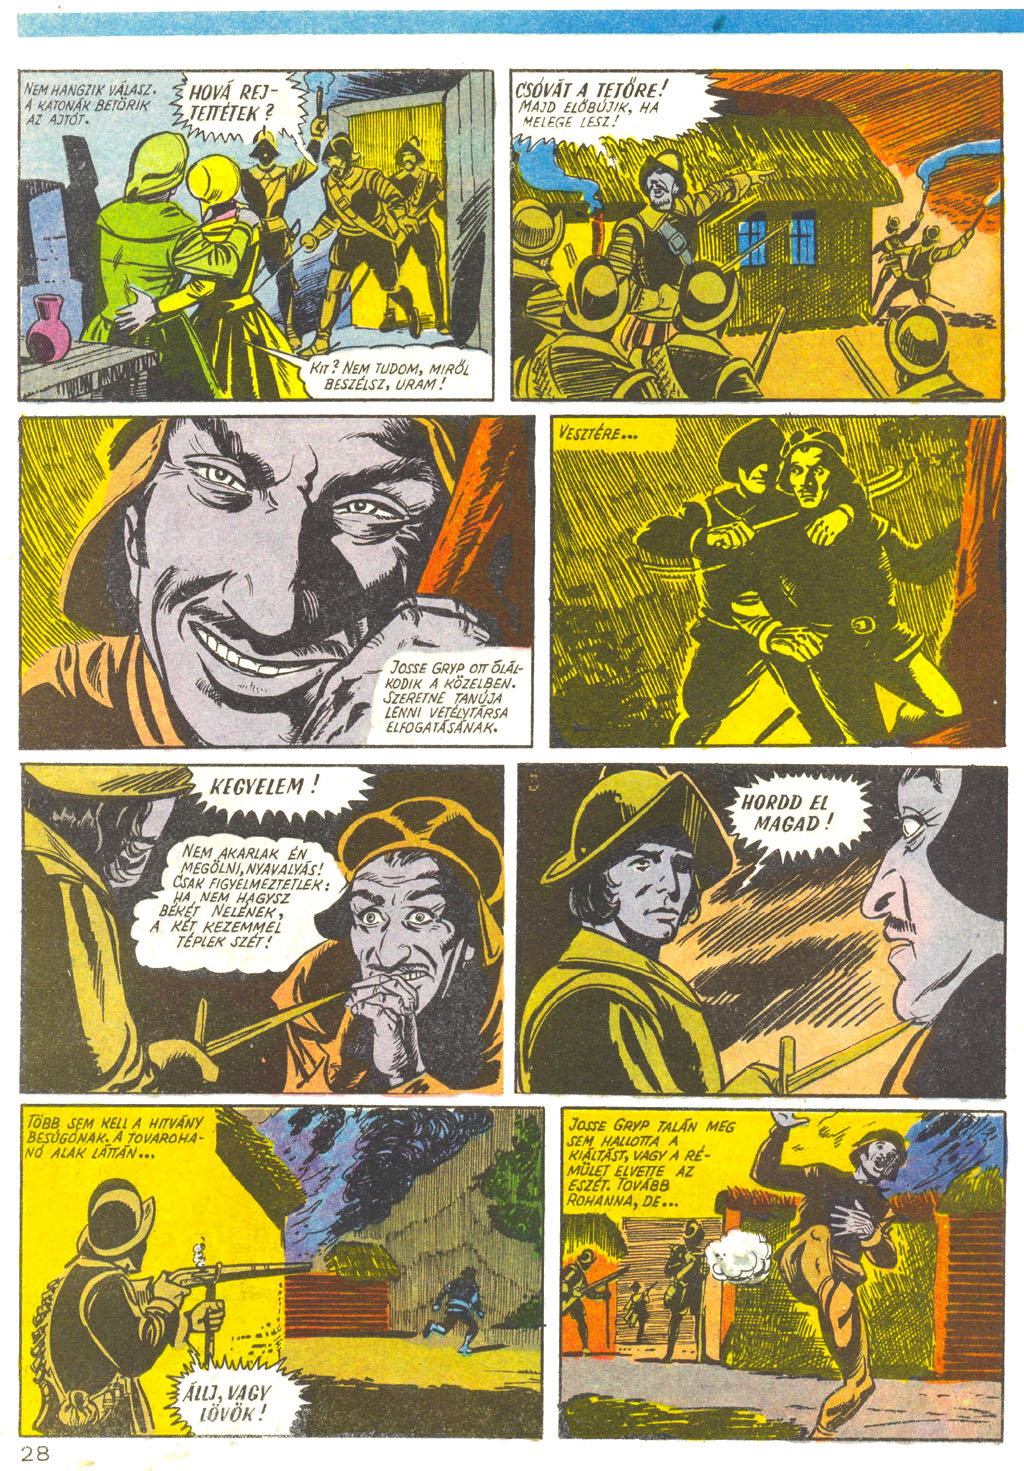 NEM HANGZIK VÁLASZ.
A KATONÁK BETÖRIK
AZ AJTÓT.
HOVÁ REJ-
TETTÉTEK?
KIT? NEM TUDOM, MIRŐL
BESZÉLSZ, URAM!
CSÓVÁT A TETŐRE!
MAJD ELŐBÚJIK, HA
MELEGE LESZ!
JOSSE GRYP OTT ÓLÁL-
KODIK A KÖZELBEN.
SZERETNE TANÚJA
LENNI VETÉLYTÁRSA
ELFOGATÁSÁNAK.
VESZTÉRE...
KEGYELEM!
NEM AKARLAK ÉN
MEGÖLNI, NYAVALYÁS!
CSAK FIGYELMEZTETLEK:
HA NEM HAGYSZ
BÉKÉT NELENEK,
A KÉT KEZEMMEL
TÉPLEK SZÉT!
HORDD EL
MAGAD!
TÖBB SEM KELL A HITVÁNY
BESÚGÓNAK. A TOVAROHA-
NÓ ALAK LÁTTÁN...
ÁLLJ, VAGY
LÖVÖK!
JOSSE GRYP TALÁN MEG
SEM HALLOTTA A
KIÁLTÁST, VAGY A RÉ-
MÜLET ELVETTE AZ
ESZÉT. TOVÁBB
ROHANNA, DE...
28